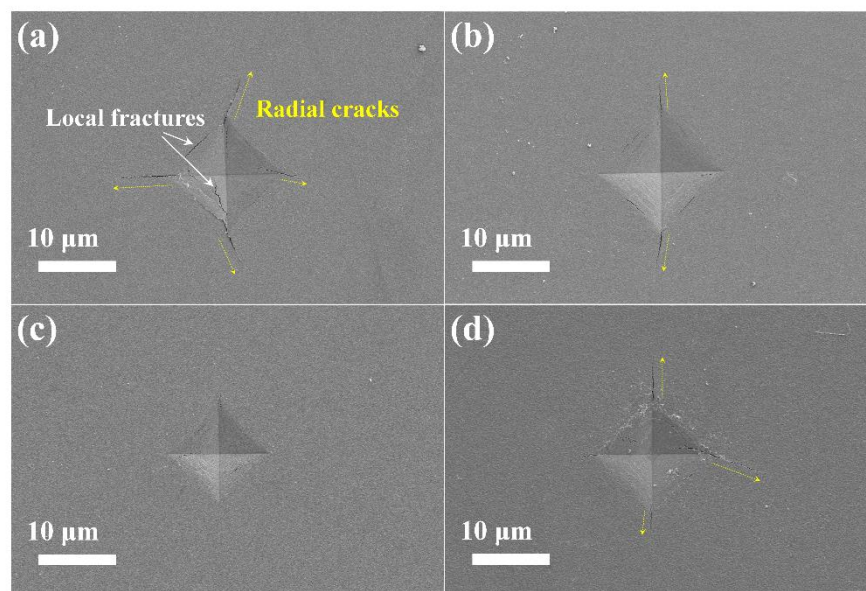 (a)
Local fractures
Radial cracks
10 μm
(b)
10 μm
(c)
10 μm
(d)
10 μm